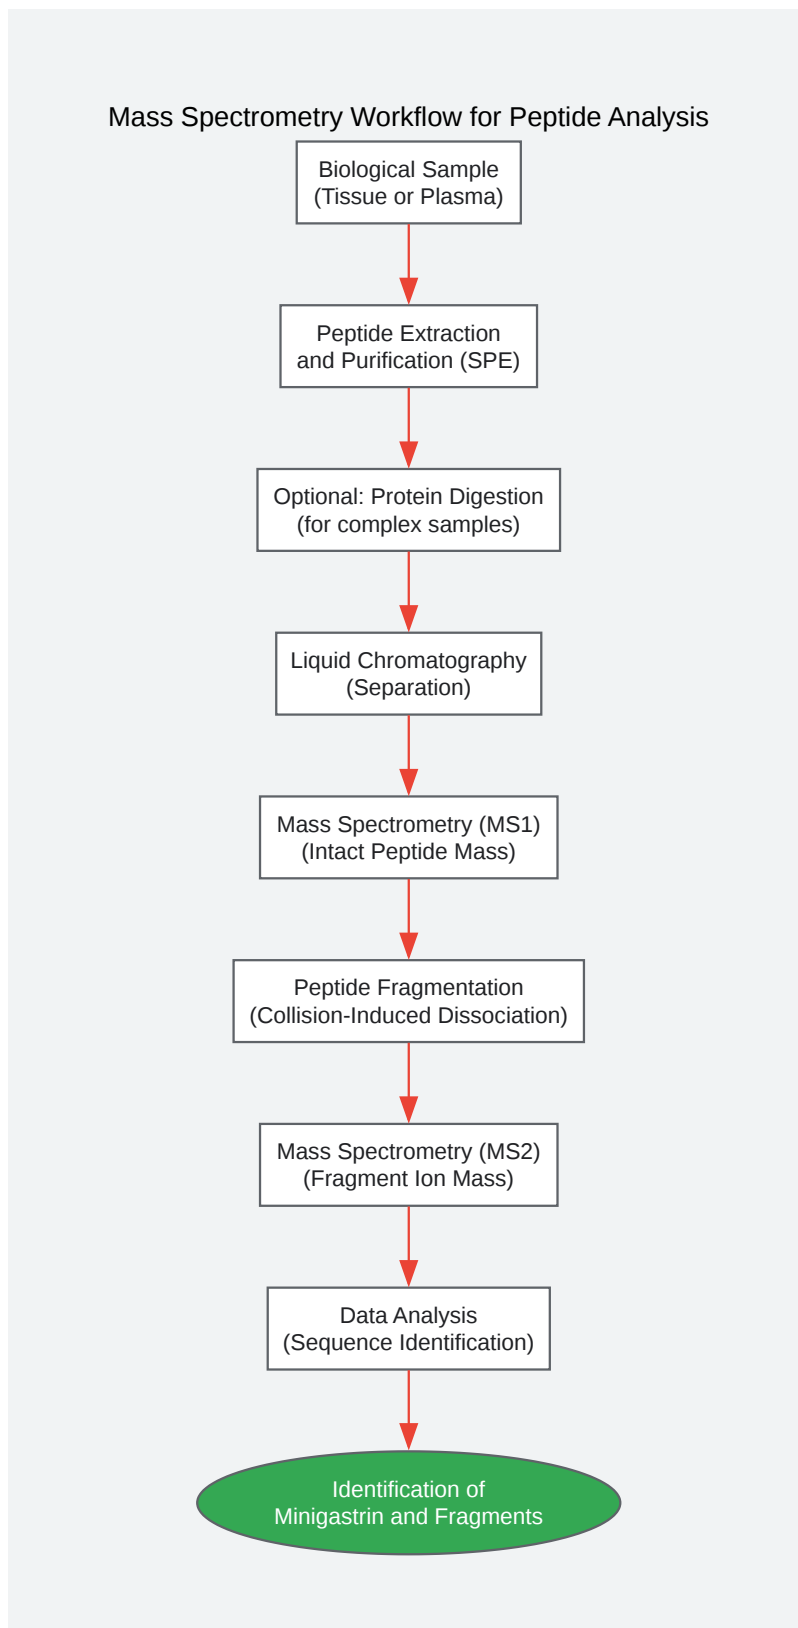 Mass Spectrometry Workflow for Peptide Analysis
Biological Sample
(Tissue or Plasma)
Peptide Extraction
and Purification (SPE)
Optional: Protein Digestion
(for complex samples)
Liquid Chromatography
(Separation)
Mass Spectrometry (MS1)
(Intact Peptide Mass)
Peptide Fragmentation
(Collision-Induced Dissociation)
Mass Spectrometry (MS2)
(Fragment Ion Mass)
Data Analysis
(Sequence Identification)
Identification of
Minigastrin and Fragments